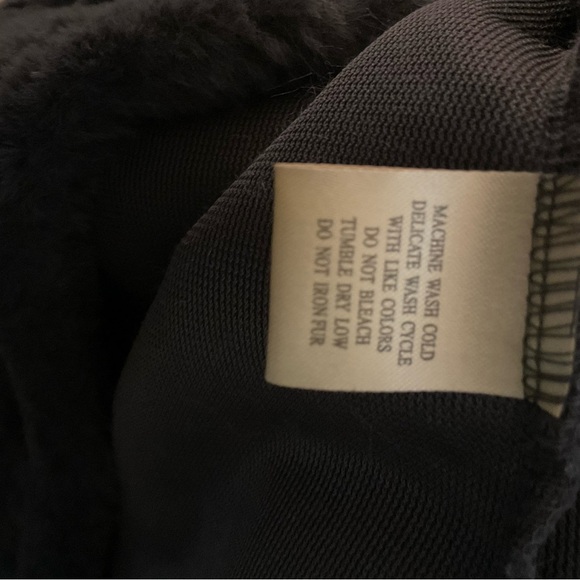 MACHINE WASH COLD
DELICATE WASH CYCLE
WITH LIKE COLORS
DO NOT BLEACH
TUMBLE DRY LOW
DO NOT IRON FUR